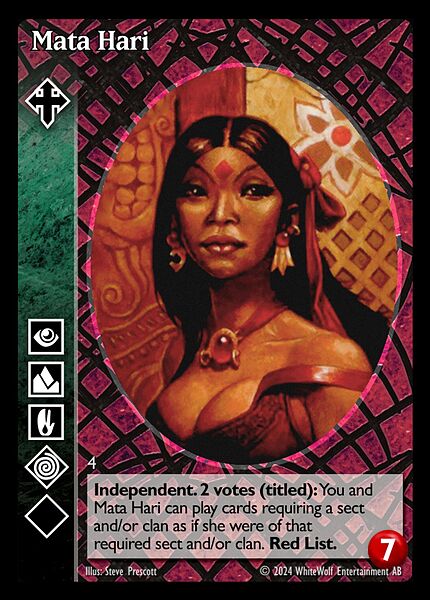 Mata Hari
4
Independent. 2 votes (titled): You and
Mata Hari can play cards requiring a sect
and/or clan as if she were of that
required sect and/or clan. Red List.
7
Illus: Steve Prescott
© 2024 WhiteWolf Entertainment AB